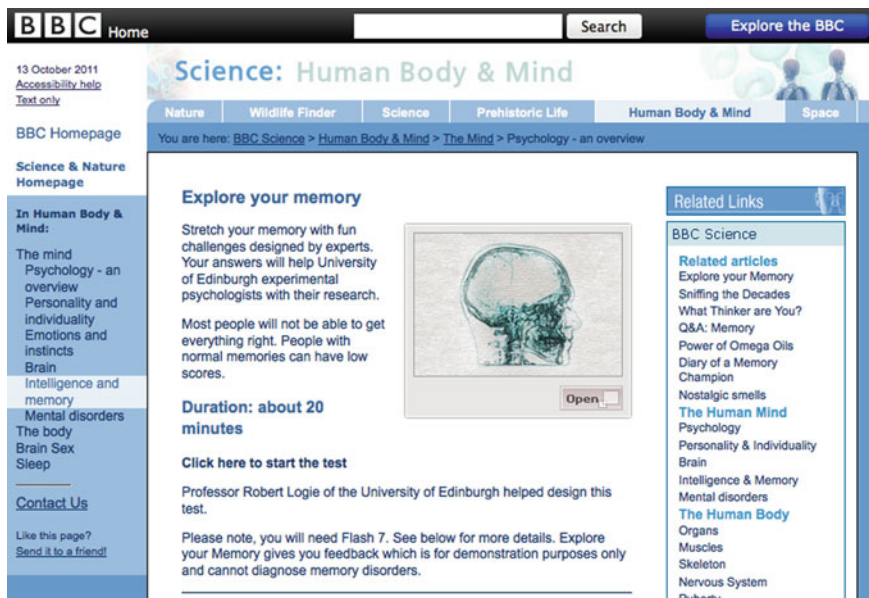 BBC Home
Search
Explore the BBC
13 October 2011
Accessibility help
Text only
BBC Homepage
Science & Nature
Homepage
In Human Body &
Mind:
The mind
Psychology - an
overview
Personality and
individuality
Emotions and
instincts
Brain
Intelligence and
memory
Mental disorders
The body
Brain Sex
Sleep
Contact Us
Like this page?
Send it to a friend!
Science: Human Body & Mind
Nature
Wildlife Finder
Science
Prehistoric Life
Human Body & Mind
Space
You are here: BBC Science > Human Body & Mind > The Mind > Psychology - an overview
Explore your memory
Stretch your memory with fun
challenges designed by experts.
Your answers will help University
of Edinburgh experimental
psychologists with their research.
Most people will not be able to get
everything right. People with
normal memories can have low
scores.
Duration: about 20
minutes
Open
Click here to start the test
Professor Robert Logie of the University of Edinburgh helped design this
test.
Please note, you will need Flash 7. See below for more details. Explore
your Memory gives you feedback which is for demonstration purposes only
and cannot diagnose memory disorders.
Related Links
BBC Science
Related articles
Explore your Memory
Sniffing the Decades
What Thinker are You?
Q&A: Memory
Power of Omega Oils
Diary of a Memory
Champion
Nostalgic smells
The Human Mind
Psychology
Personality & Individuality
Brain
Intelligence & Memory
Mental disorders
The Human Body
Organs
Muscles
Skeleton
Nervous System